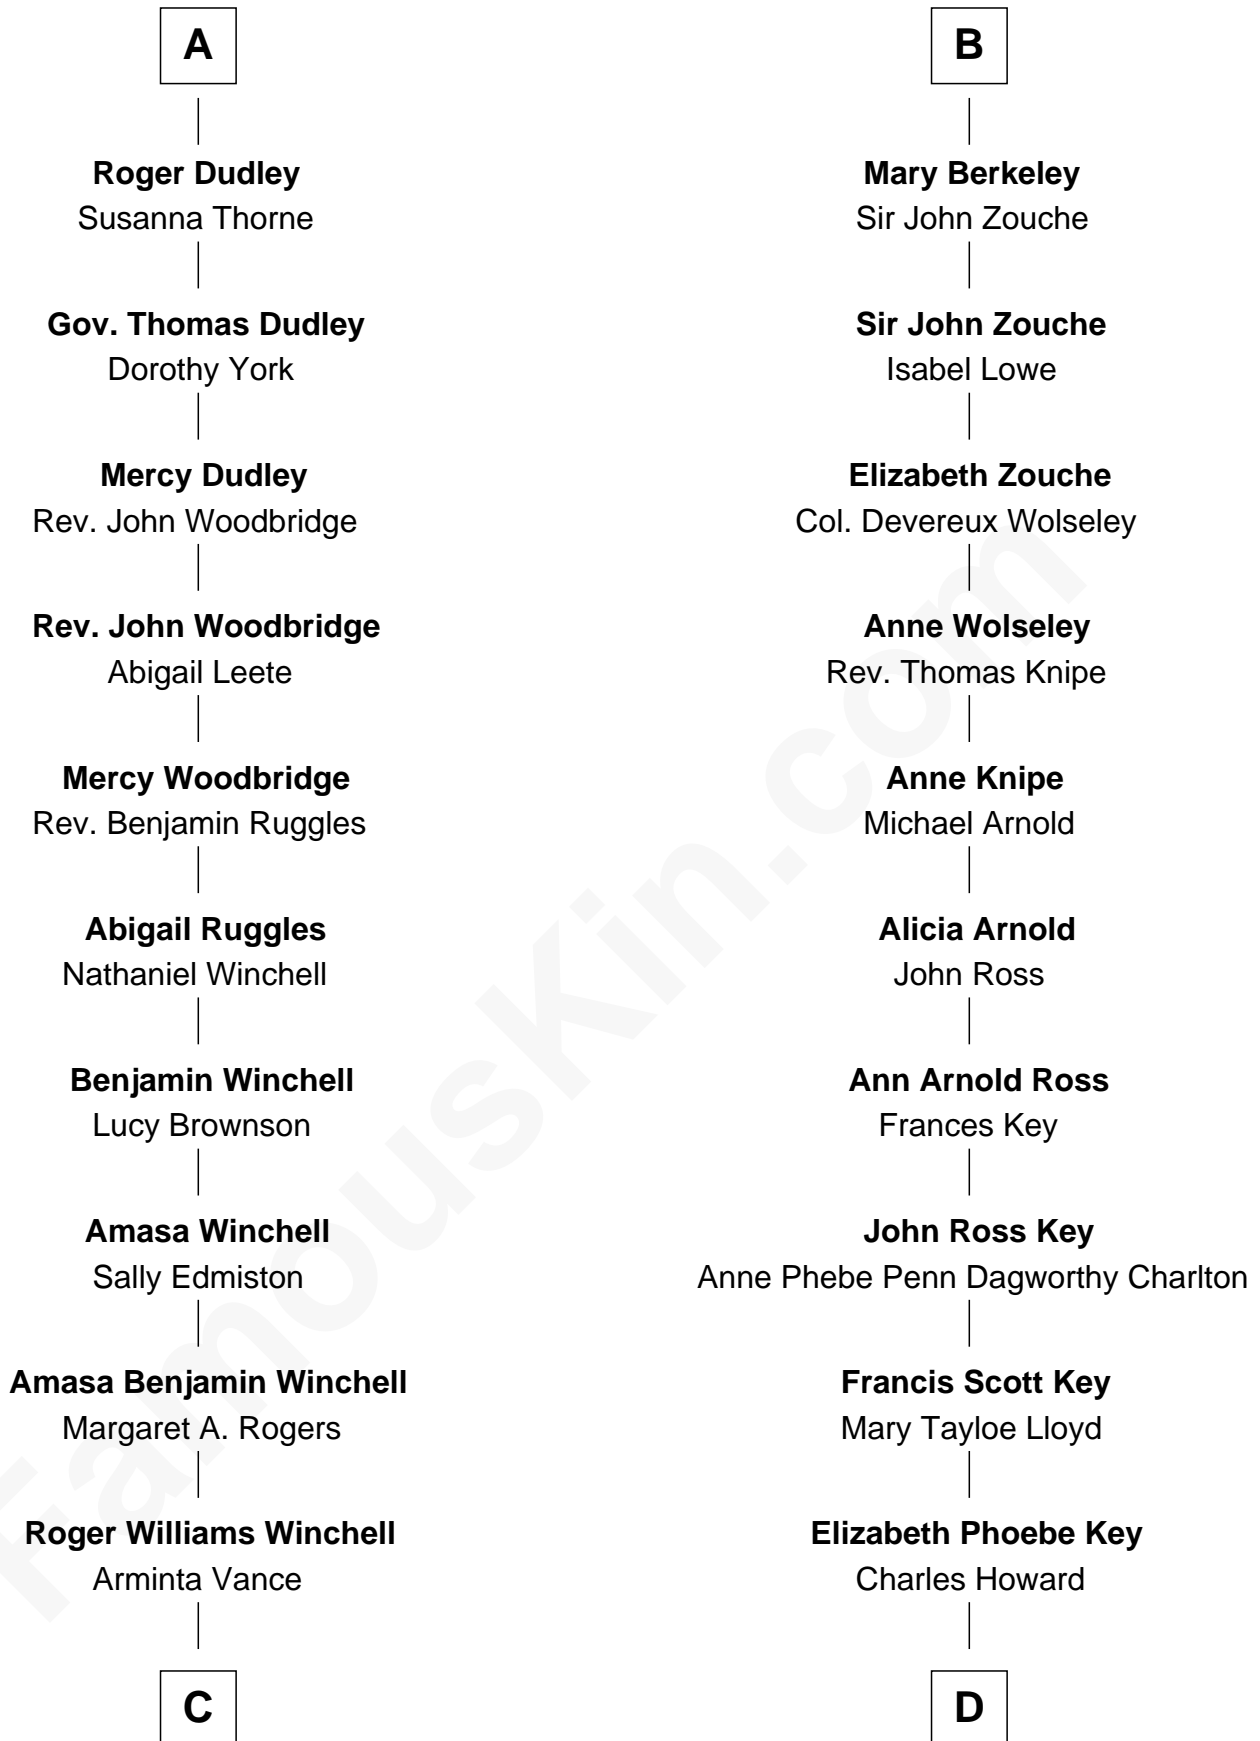 A
Roger Dudley
Susanna Thorne
Gov. Thomas Dudley
Dorothy York
Mercy Dudley
Rev. John Woodbridge
Rev. John Woodbridge
Abigail Leete
Mercy Woodbridge
Rev. Benjamin Ruggles
Abigail Ruggles
Nathaniel Winchell
Benjamin Winchell
Lucy Brownson
Amasa Winchell
Sally Edmiston
Amasa Benjamin Winchell
Margaret A. Rogers
Roger Williams Winchell
Arminta Vance
C
B
Mary Berkeley
Sir John Zouche
Sir John Zouche
Isabel Lowe
Elizabeth Zouche
Col. Devereux Wolseley
Anne Wolseley
Rev. Thomas Knipe
Anne Knipe
Michael Arnold
Alicia Arnold
John Ross
Ann Arnold Ross
Frances Key
John Ross Key
Anne Phebe Penn Dagworthy Charlton
Francis Scott Key
Mary Tayloe Lloyd
Elizabeth Phoebe Key
Charles Howard
D
FamousKin.com